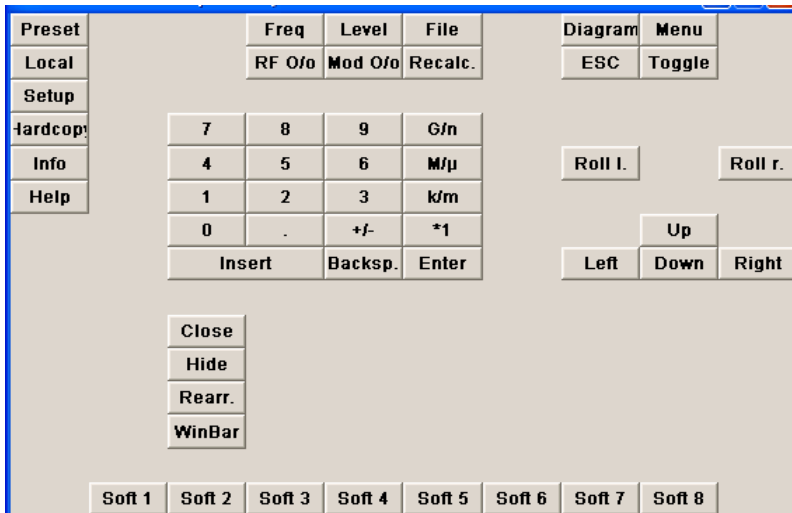 Preset Freq Level File Diagram Menu
Local RF O/o Mod O/o Recalc. ESC Toggle
Setup
Hardcopy 7 8 9 G/n
Info 4 5 6 M/µ Roll l. Roll r.
Help 1 2 3 k/m
0 . +/- *1 Up
Insert Backsp. Enter Left Down Right
Close
Hide
Rearr.
WinBar
Soft 1 Soft 2 Soft 3 Soft 4 Soft 5 Soft 6 Soft 7 Soft 8